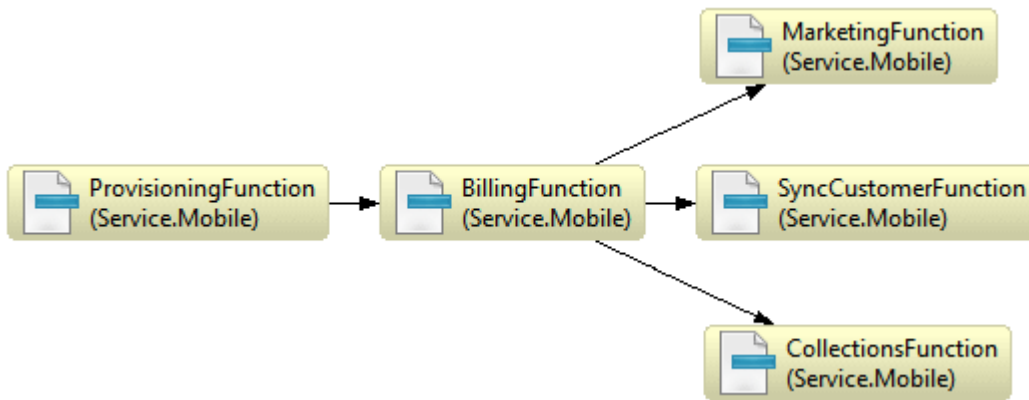 MarketingFunction
(Service.Mobile)
ProvisioningFunction
(Service.Mobile)
BillingFunction
(Service.Mobile)
SyncCustomerFunction
(Service.Mobile)
CollectionsFunction
(Service.Mobile)